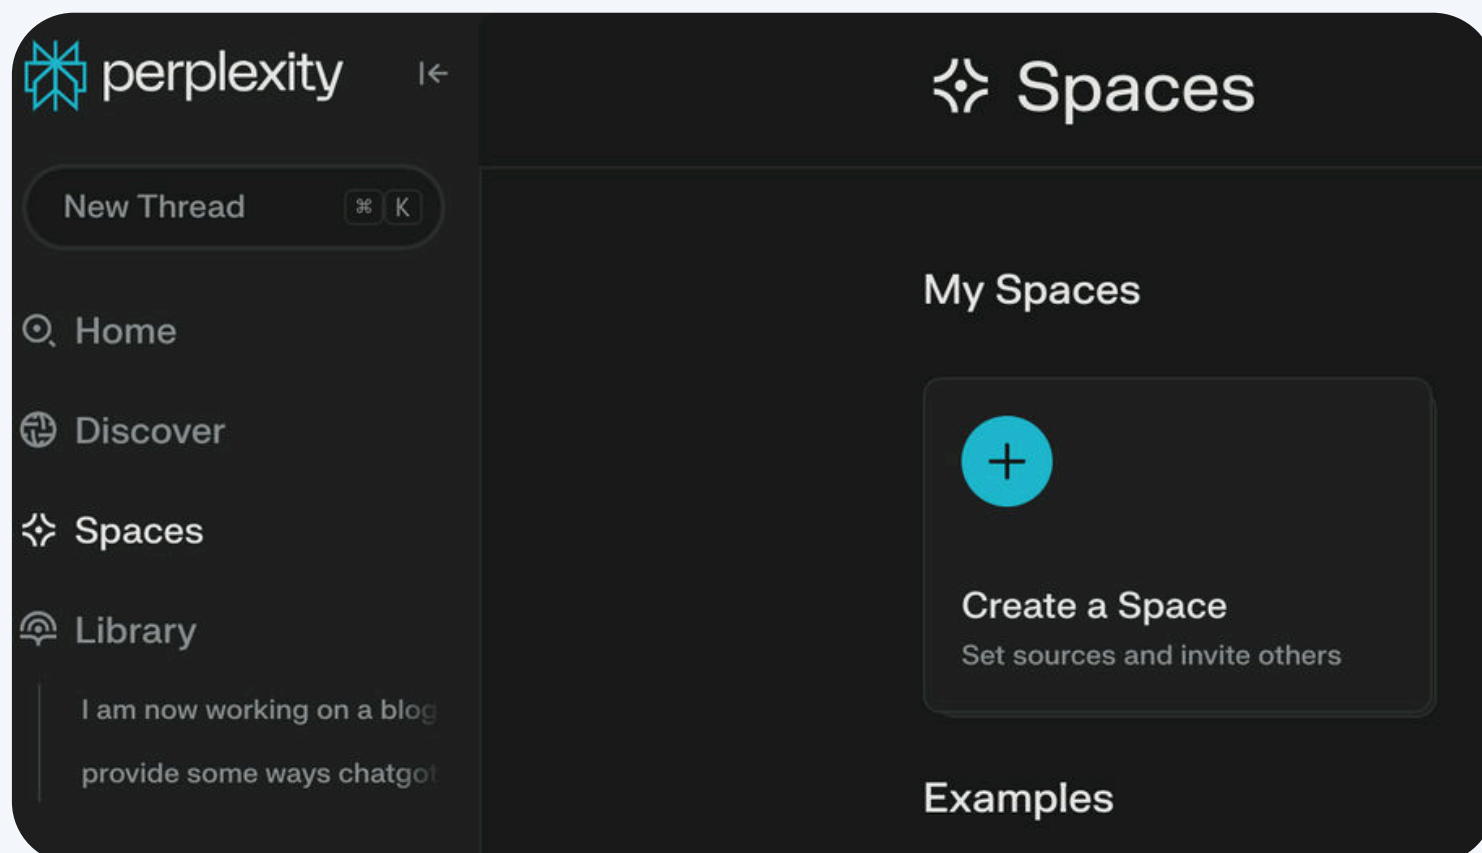 perplexity
New Thread
⌘ K
Home
Discover
Spaces
Library
I am now working on a blog
provide some ways chatgot
Spaces
My Spaces
Create a Space
Set sources and invite others
Examples